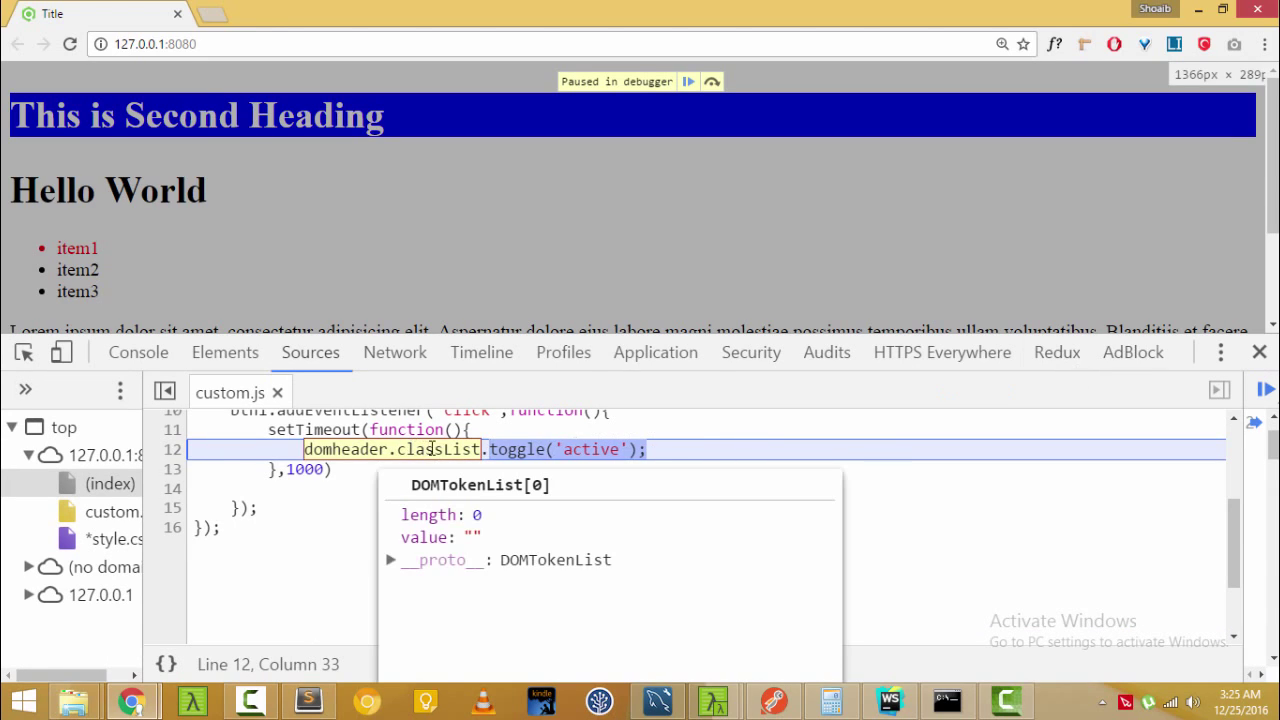 Title
Shoaib
127.0.0.1:8080
f?
LI
Paused in debugger
1366px × 289p
This is Second Heading
Hello World
item1
item2
item3
Lorem ipsum dolor sit amet, consectetur adipisicing elit. Aspernatur dolore eius labore magni molestiae possimus temporibus ullam voluptatibus. Blanditiis et facere
Console Elements Sources Network Timeline Profiles Application Security Audits HTTPS Everywhere Redux AdBlock
custom.js
top
127.0.0.1:8
(index)
custom.
*style.cs
(no doma
127.0.0.1
10 btn1.addEventListener("click",function(){
11 setTimeout(function(){
12 domheader.classList.toggle('active');
13 },1000)
14
15 });
16 });
DOMTokenList[0]
length: 0
value: ""
__proto__: DOMTokenList
Activate Windows
Go to PC settings to activate Windows.
{} Line 12, Column 33
kindle
WS
3:25 AM
12/25/2016